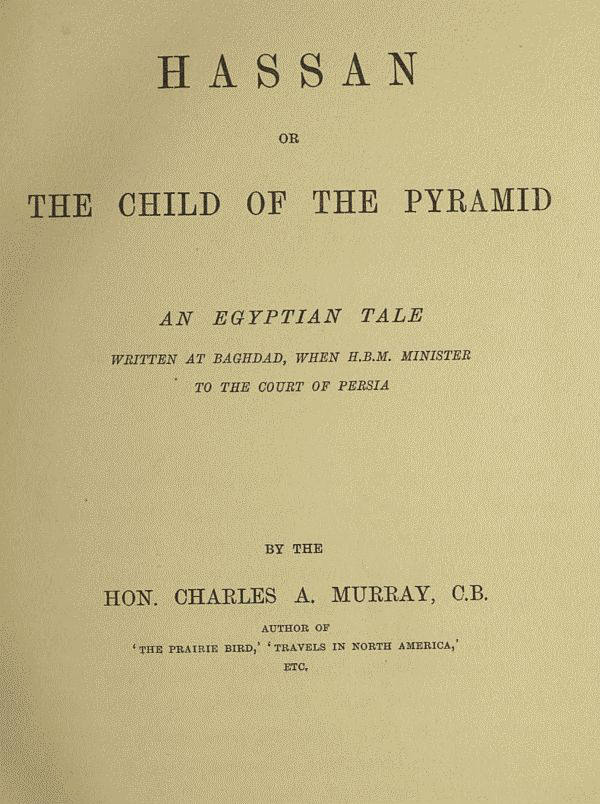 HASSAN
OR
THE CHILD OF THE PYRAMID
AN EGYPTIAN TALE
WRITTEN AT BAGHDAD, WHEN H.B.M. MINISTER
TO THE COURT OF PERSIA
BY THE
HON. CHARLES A. MURRAY, C.B.
AUTHOR OF
'THE PRAIRIE BIRD,' 'TRAVELS IN NORTH AMERICA,'
ETC.